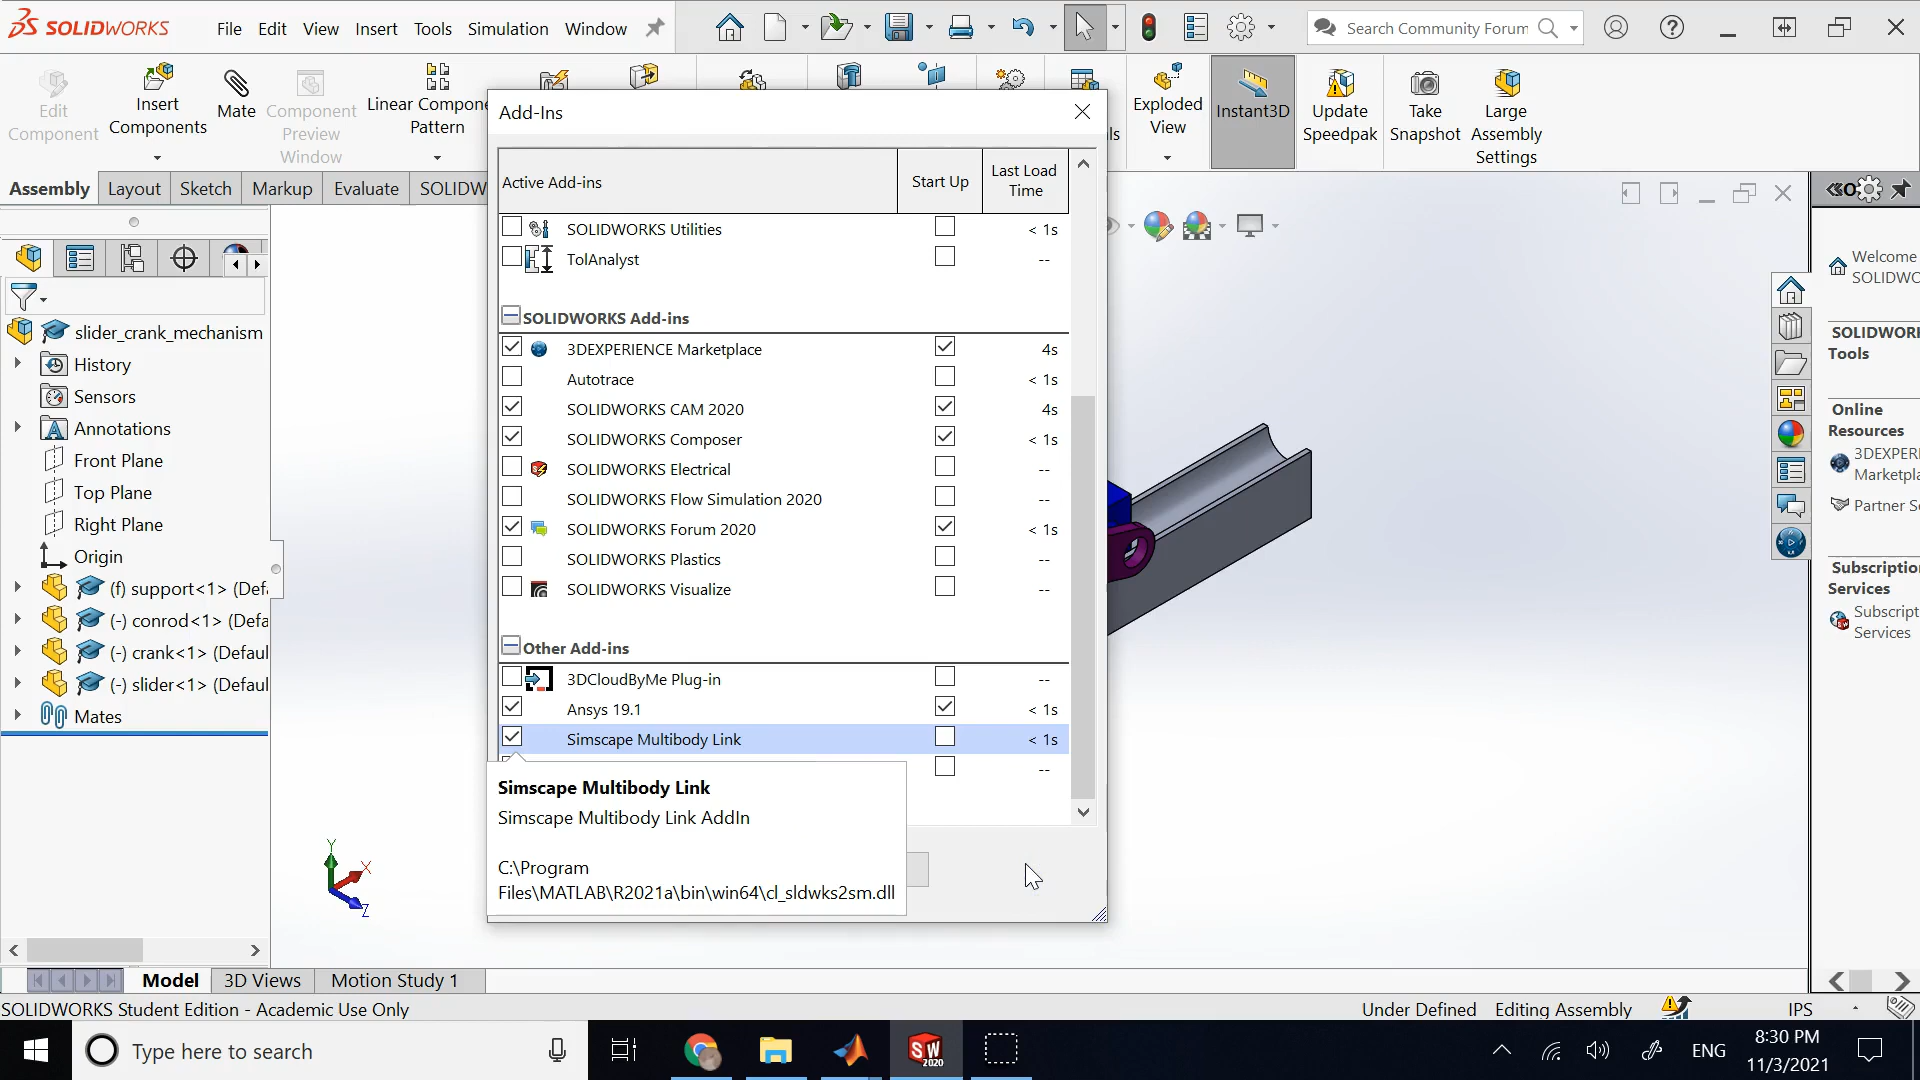 SOLIDWORKS File Edit View Insert Tools Simulation Window Search Community Forum
Edit Component
Insert Components
Mate
Component Preview Window
Linear Compone Pattern
ls
Exploded View
Instant3D
Update Speedpak
Take Snapshot
Large Assembly Settings
Assembly Layout Sketch Markup Evaluate SOLIDW
slider_crank_mechanism
History
Sensors
Annotations
Front Plane
Top Plane
Right Plane
Origin
(f) support<1> (Def
(-) conrod<1> (Defa
(-) crank<1> (Defaul
(-) slider<1> (Defaul
Mates
Add-Ins
Active Add-ins Start Up Last Load Time
SOLIDWORKS Utilities < 1s
TolAnalyst --
SOLIDWORKS Add-ins
3DEXPERIENCE Marketplace 4s
Autotrace < 1s
SOLIDWORKS CAM 2020 4s
SOLIDWORKS Composer < 1s
SOLIDWORKS Electrical --
SOLIDWORKS Flow Simulation 2020 --
SOLIDWORKS Forum 2020 < 1s
SOLIDWORKS Plastics --
SOLIDWORKS Visualize --
Other Add-ins
3DCloudByMe Plug-in --
Ansys 19.1 < 1s
Simscape Multibody Link < 1s
--
Simscape Multibody Link
Simscape Multibody Link AddIn
C:\Program
Files\MATLAB\R2021a\bin\win64\cl_sldwks2sm.dll
Y
X
Z
Welcome
SOLIDWO
SOLIDWORK
Tools
Online
Resources
3DEXPERI
Marketpla
Partner So
Subscriptio
Services
Subscript
Services
Model 3D Views Motion Study 1
SOLIDWORKS Student Edition - Academic Use Only Under Defined Editing Assembly IPS
Type here to search
SW
2020
ENG
8:30 PM
11/3/2021